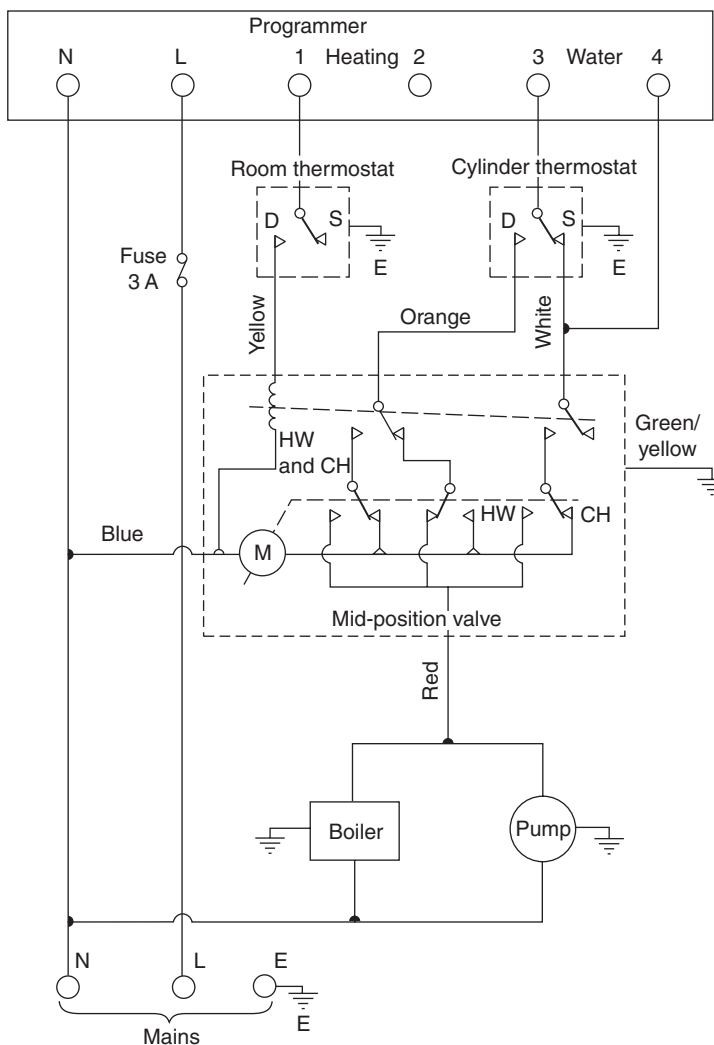 Programmer
N L 1 Heating 2 3 Water 4
Room thermostat
Cylinder thermostat
D S
E
D S
E
Fuse
3 A
Yellow
Orange
White
HW
and CH
Green/
yellow
Blue
M
HW
CH
Mid-position valve
Red
Boiler
Pump
N L E
E
Mains